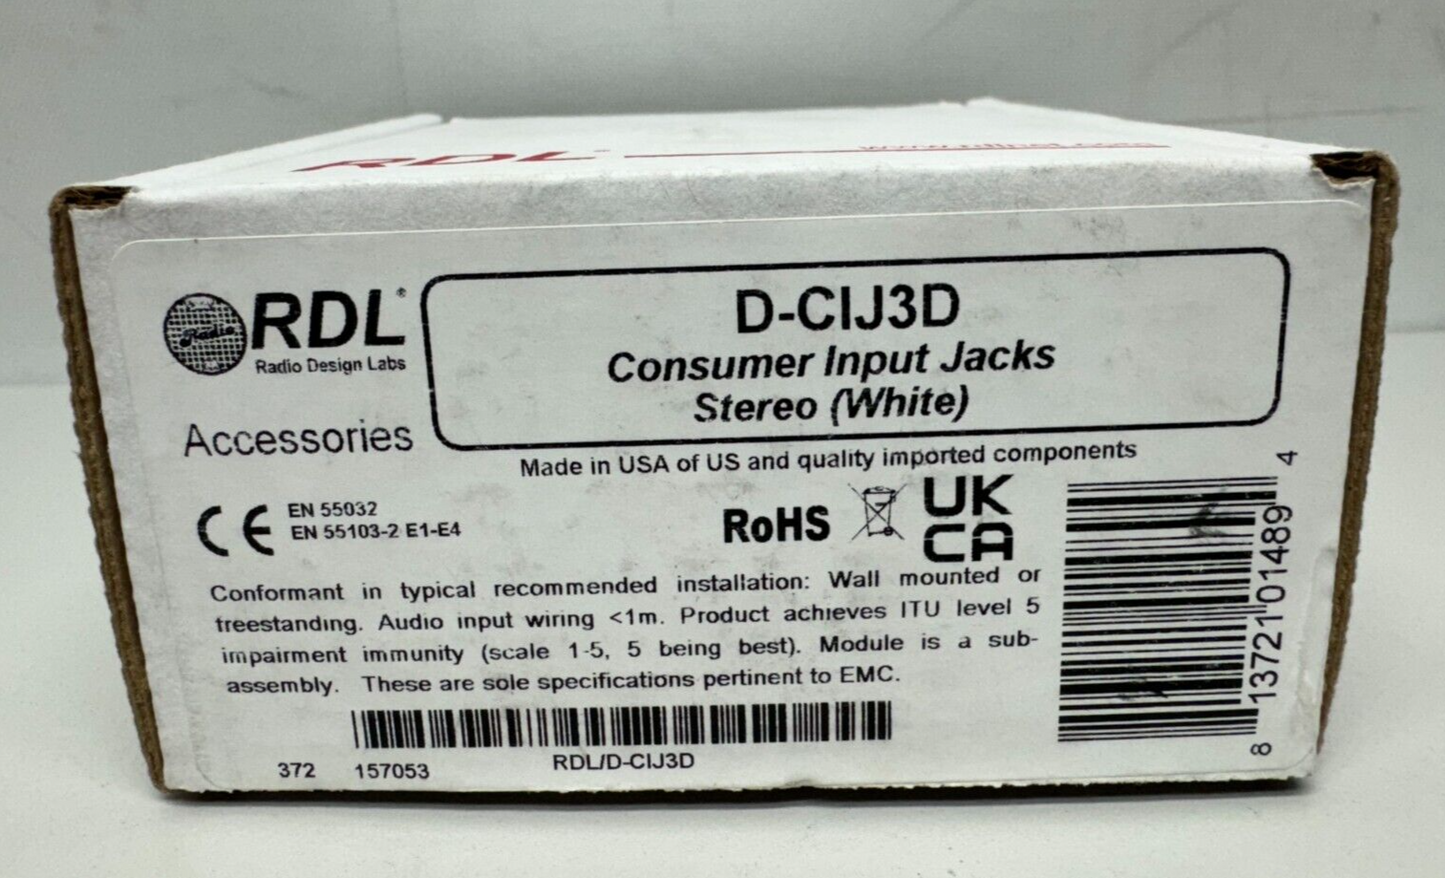 RDL
Radio
RDL®
Radio Design Labs
Accessories
D-CIJ3D
Consumer Input Jacks
Stereo (White)
Made in USA of US and quality imported components
CE EN 55032
EN 55103-2 E1-E4
RoHS
UK
CA
Conformant in typical recommended installation: Wall mounted or
freestanding. Audio input wiring <1m. Product achieves ITU level 5
impairment immunity (scale 1-5, 5 being best). Module is a sub-
assembly. These are sole specifications pertinent to EMC.
372 157053 RDL/D-CIJ3D
8 13721 01489 4